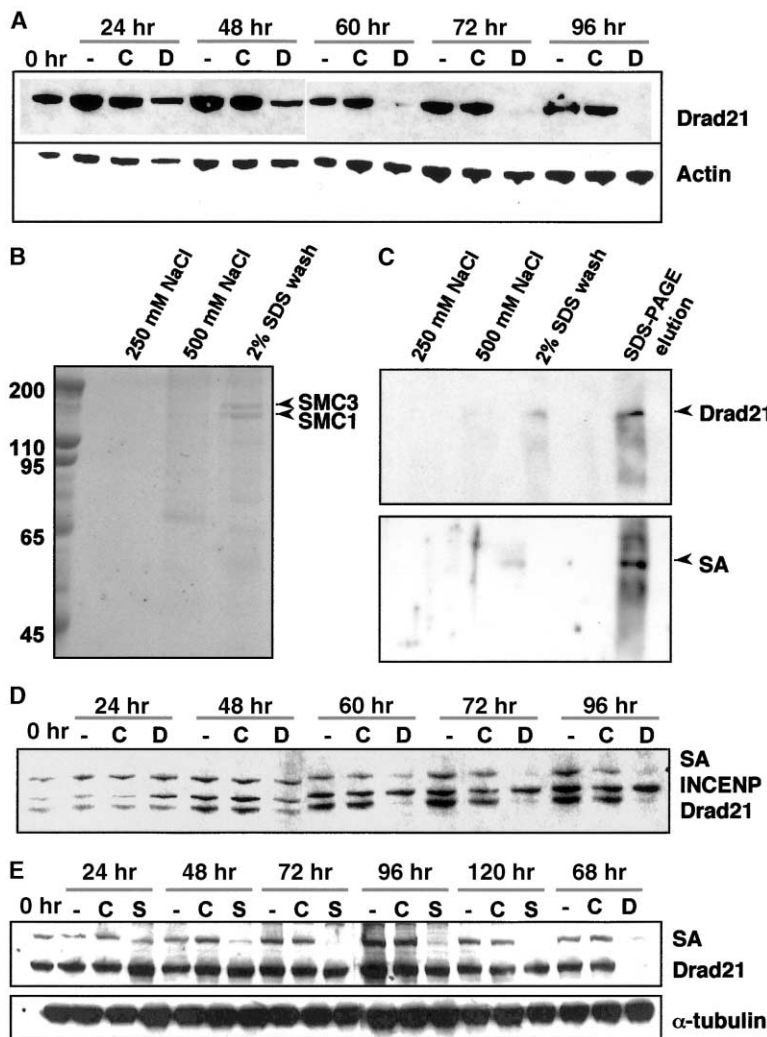 A
24 hr 48 hr 60 hr 72 hr 96 hr
0 hr - C D - C D - C D - C D - C D
Drad21
Actin
B
250 mM NaCl
500 mM NaCl
2% SDS wash
200
110
95
65
45
SMC3
SMC1
C
250 mM NaCl
500 mM NaCl
2% SDS wash
SDS-PAGE
elution
Drad21
SA
D
24 hr 48 hr 60 hr 72 hr 96 hr
0 hr - C D - C D - C D - C D - C D
SA
INCENP
Drad21
E
24 hr 48 hr 72 hr 96 hr 120 hr 68 hr
0 hr - C S - C S - C S - C S - C S - C D
SA
Drad21
α-tubulin